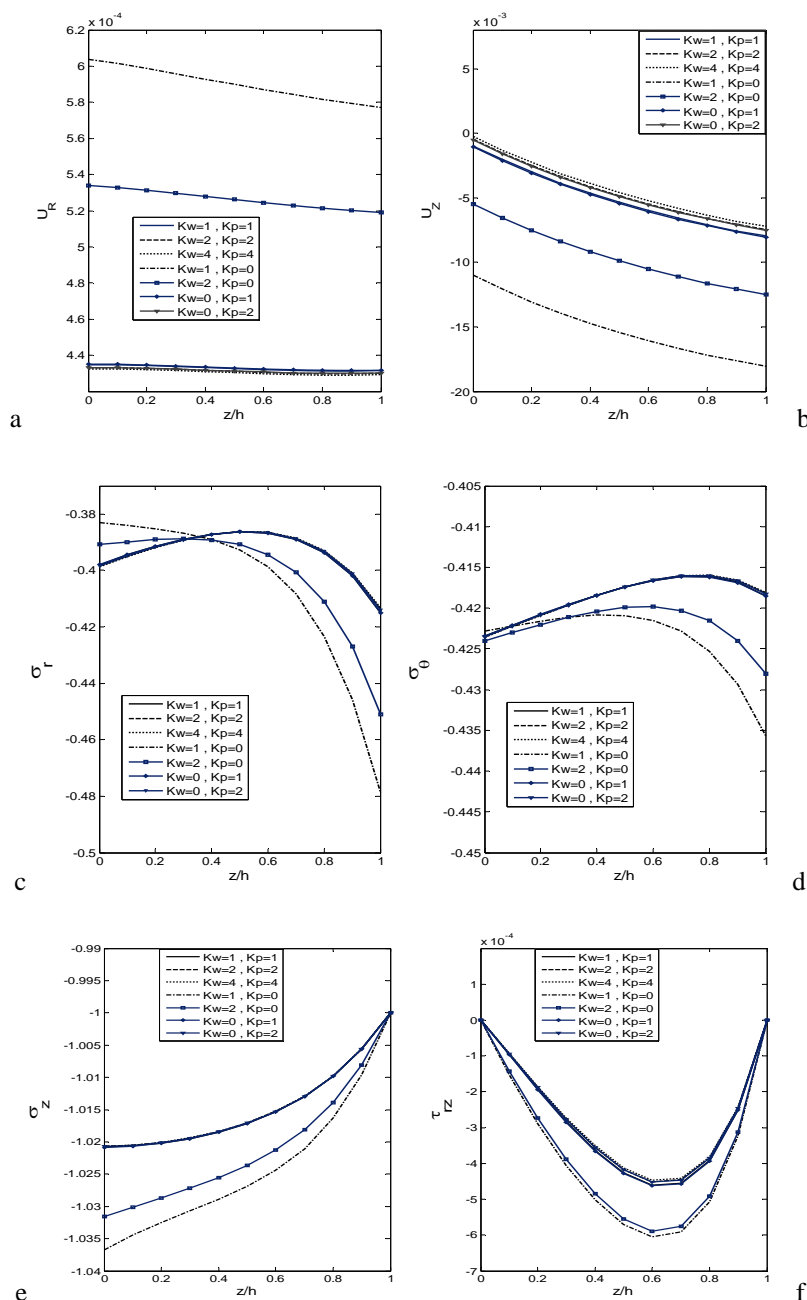 x 10^-4
6.2
6
5.8
5.6
5.4
5.2
5
4.8
4.6
4.4
0 0.2 0.4 0.6 0.8 1
z/h
U_R
Kw=1 , Kp=1
Kw=2 , Kp=2
Kw=4 , Kp=4
Kw=1 , Kp=0
Kw=2 , Kp=0
Kw=0 , Kp=1
Kw=0 , Kp=2
a
x 10^-3
5
0
-5
-10
-15
-20
0 0.2 0.4 0.6 0.8 1
z/h
U_Z
Kw=1 , Kp=1
Kw=2 , Kp=2
Kw=4 , Kp=4
Kw=1 , Kp=0
Kw=2 , Kp=0
Kw=0 , Kp=1
Kw=0 , Kp=2
b
-0.38
-0.4
-0.42
-0.44
-0.46
-0.48
-0.5
0 0.2 0.4 0.6 0.8 1
z/h
σ_r
Kw=1 , Kp=1
Kw=2 , Kp=2
Kw=4 , Kp=4
Kw=1 , Kp=0
Kw=2 , Kp=0
Kw=0 , Kp=1
Kw=0 , Kp=2
c
-0.405
-0.41
-0.415
-0.42
-0.425
-0.43
-0.435
-0.44
-0.445
-0.45
0 0.2 0.4 0.6 0.8 1
z/h
σ_θ
Kw=1 , Kp=1
Kw=2 , Kp=2
Kw=4 , Kp=4
Kw=1 , Kp=0
Kw=2 , Kp=0
Kw=0 , Kp=1
Kw=0 , Kp=2
d
-0.99
-0.995
-1
-1.005
-1.01
-1.015
-1.02
-1.025
-1.03
-1.035
-1.04
0 0.2 0.4 0.6 0.8 1
z/h
σ_z
Kw=1 , Kp=1
Kw=2 , Kp=2
Kw=4 , Kp=4
Kw=1 , Kp=0
Kw=2 , Kp=0
Kw=0 , Kp=1
Kw=0 , Kp=2
e
x 10^-4
1
0
-1
-2
-3
-4
-5
-6
-7
0 0.2 0.4 0.6 0.8 1
z/h
τ_rz
Kw=1 , Kp=1
Kw=2 , Kp=2
Kw=4 , Kp=4
Kw=1 , Kp=0
Kw=2 , Kp=0
Kw=0 , Kp=1
Kw=0 , Kp=2
f